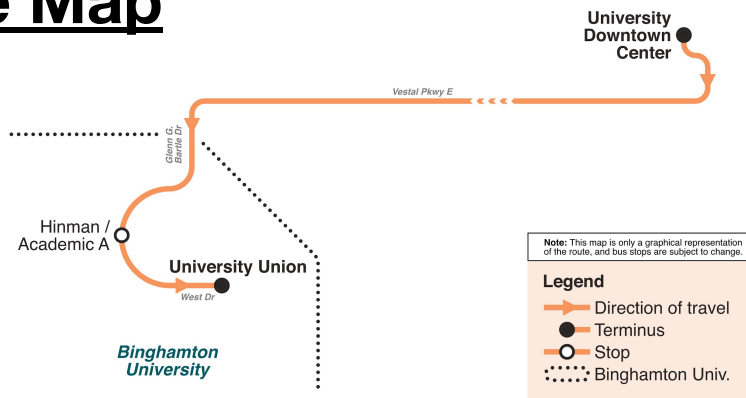 e Map
University
Downtown
Center
Vestal Pkwy E
Glenn G.
Bartle Dr
Hinman /
Academic A
University Union
West Dr
Binghamton
University
Note: This map is only a graphical representation
of the route, and bus stops are subject to change.
Legend
Direction of travel
Terminus
Stop
Binghamton Univ.